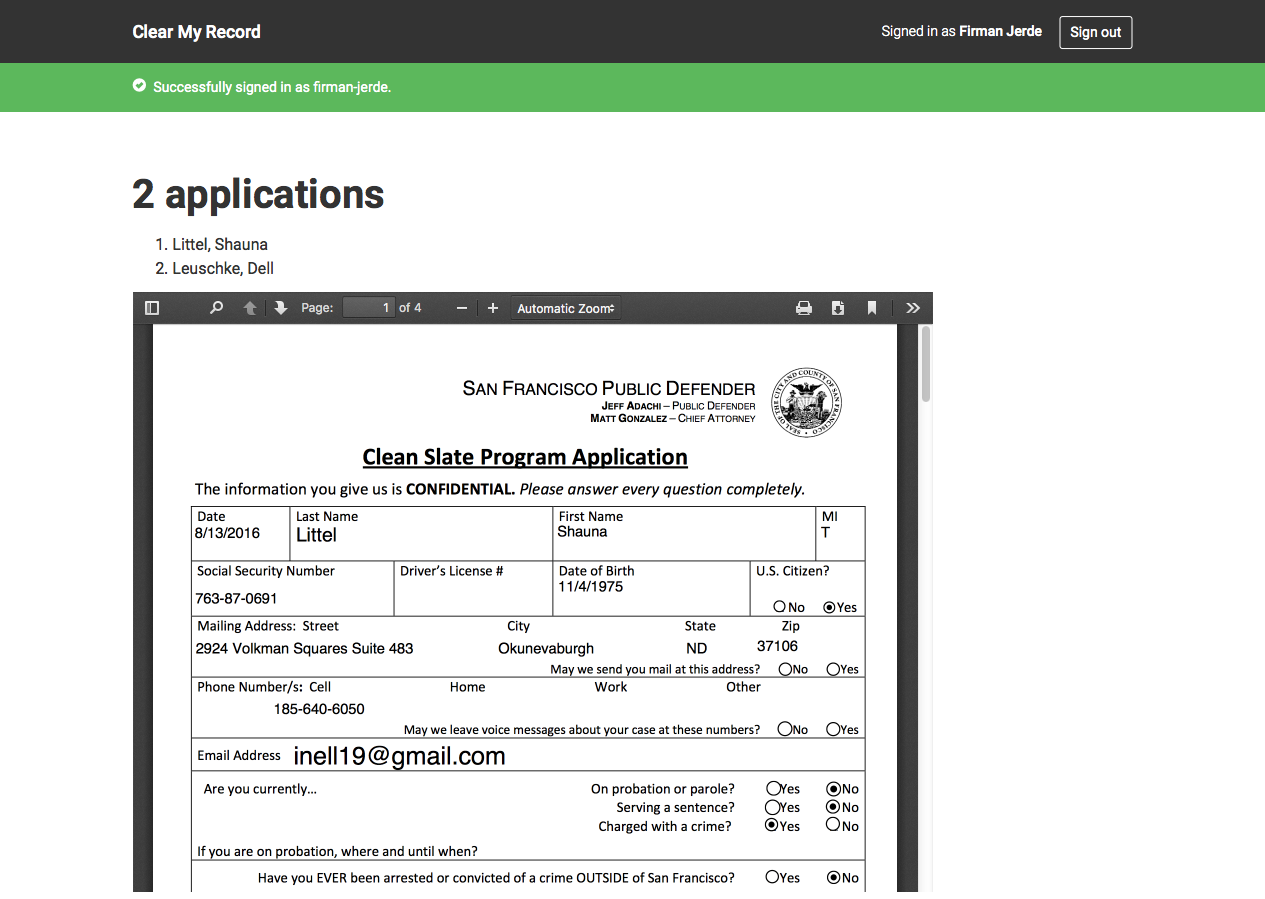 Clear My Record
Signed in as Firman Jerde
Sign out
Successfully signed in as firman-jerde.
2 applications
1. Littel, Shauna
2. Leuschke, Dell
Page: 1 of 4
Automatic Zoom
SAN FRANCISCO PUBLIC DEFENDER
JEFF ADACHI – PUBLIC DEFENDER
MATT GONZALEZ – CHIEF ATTORNEY
SEAL OF THE CITY AND COUNTY OF SAN FRANCISCO
Clean Slate Program Application
The information you give us is CONFIDENTIAL. Please answer every question completely.
Date Last Name First Name MI
8/13/2016 Littel Shauna T
Social Security Number Driver's License # Date of Birth U.S. Citizen?
11/4/1975
763-87-0691
No Yes
Mailing Address: Street City State Zip
2924 Volkman Squares Suite 483 Okunevaburgh ND 37106
May we send you mail at this address? No Yes
Phone Number/s: Cell Home Work Other
185-640-6050
May we leave voice messages about your case at these numbers? No Yes
Email Address inell19@gmail.com
Are you currently... On probation or parole? Yes No
Serving a sentence? Yes No
Charged with a crime? Yes No
If you are on probation, where and until when?
Have you EVER been arrested or convicted of a crime OUTSIDE of San Francisco? Yes No